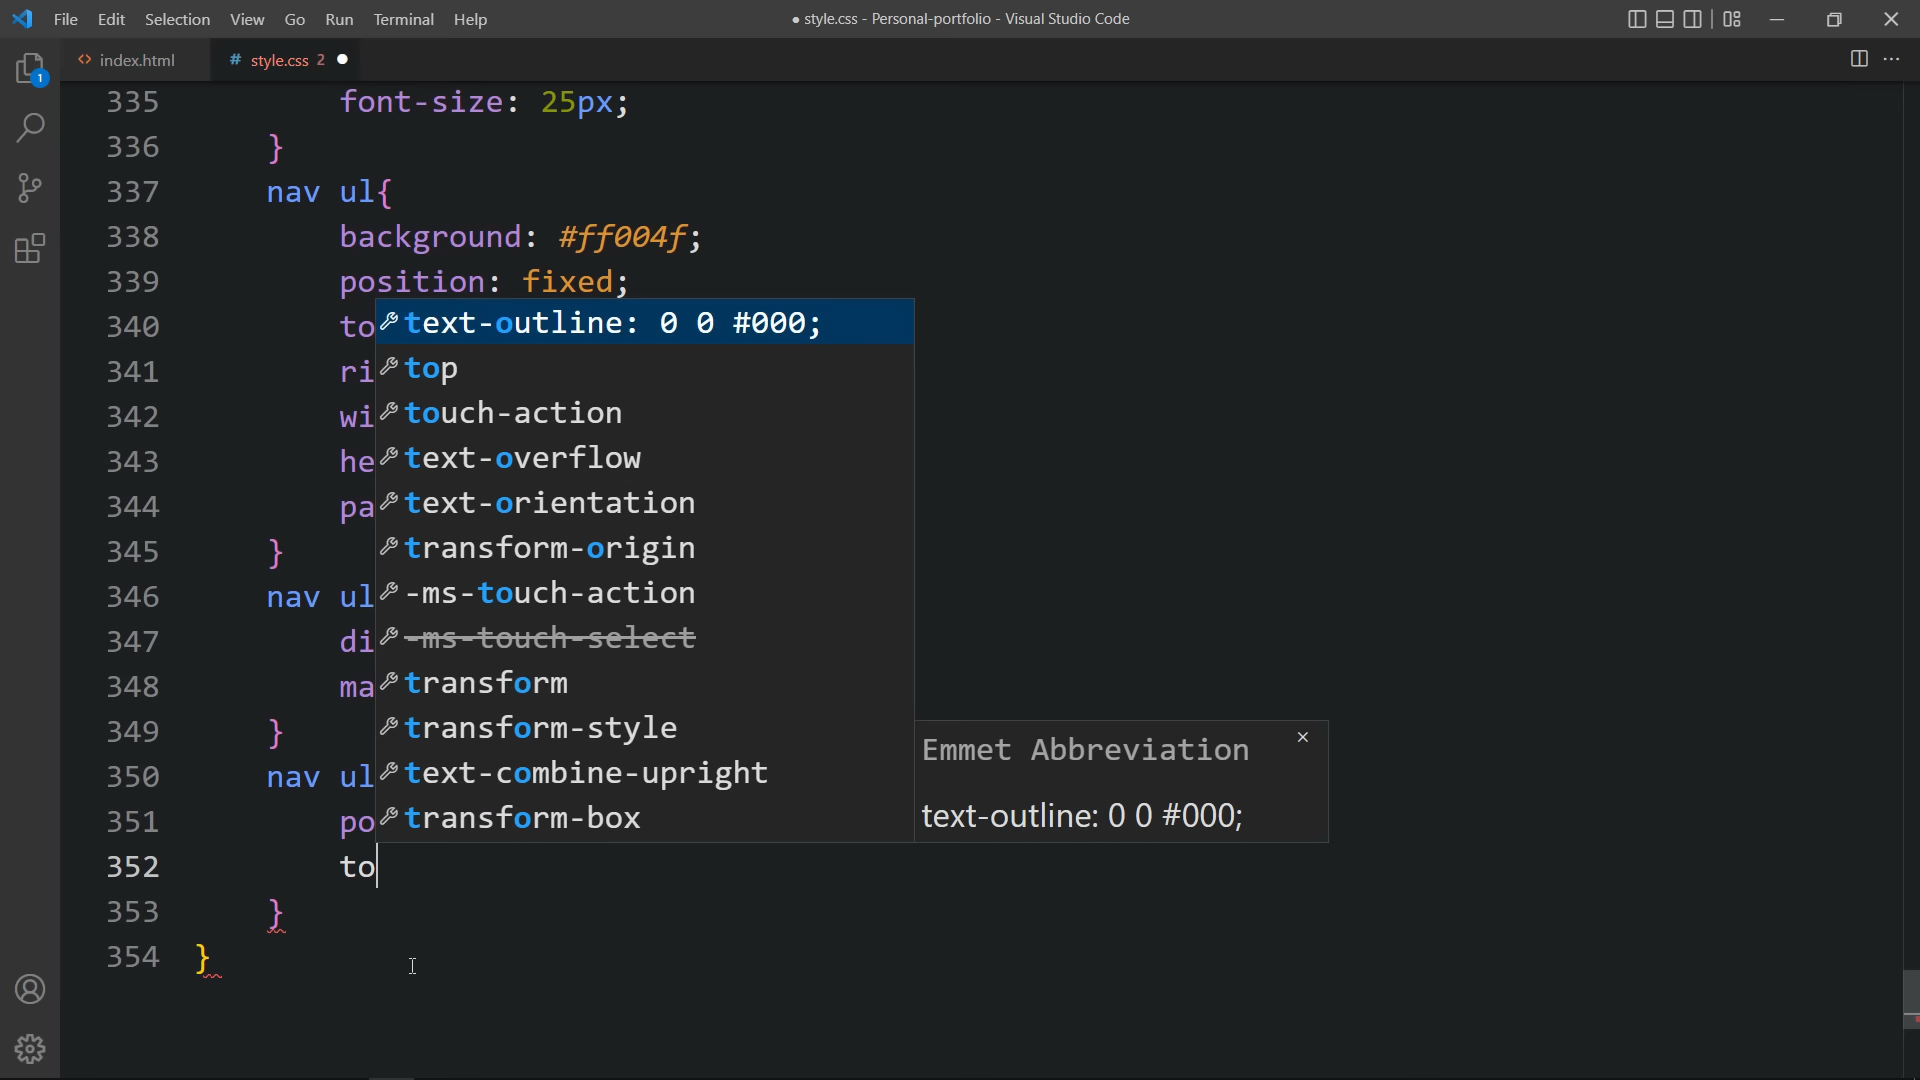 File Edit Selection View Go Run Terminal Help
● style.css - Personal-portfolio - Visual Studio Code
1
<> index.html
# style.css 2 ●
335 font-size: 25px;
336 }
337 nav ul{
338 background: #ff004f;
339 position: fixed;
340 to
341 ri
342 wi
343 he
344 pa
345 }
346 nav ul
347 di
348 ma
349 }
350 nav ul
351 po
352 to
353 }
354 }
text-outline: 0 0 #000;
top
touch-action
text-overflow
text-orientation
transform-origin
-ms-touch-action
-ms-touch-select
transform
transform-style
text-combine-upright
transform-box
Emmet Abbreviation
text-outline: 0 0 #000;